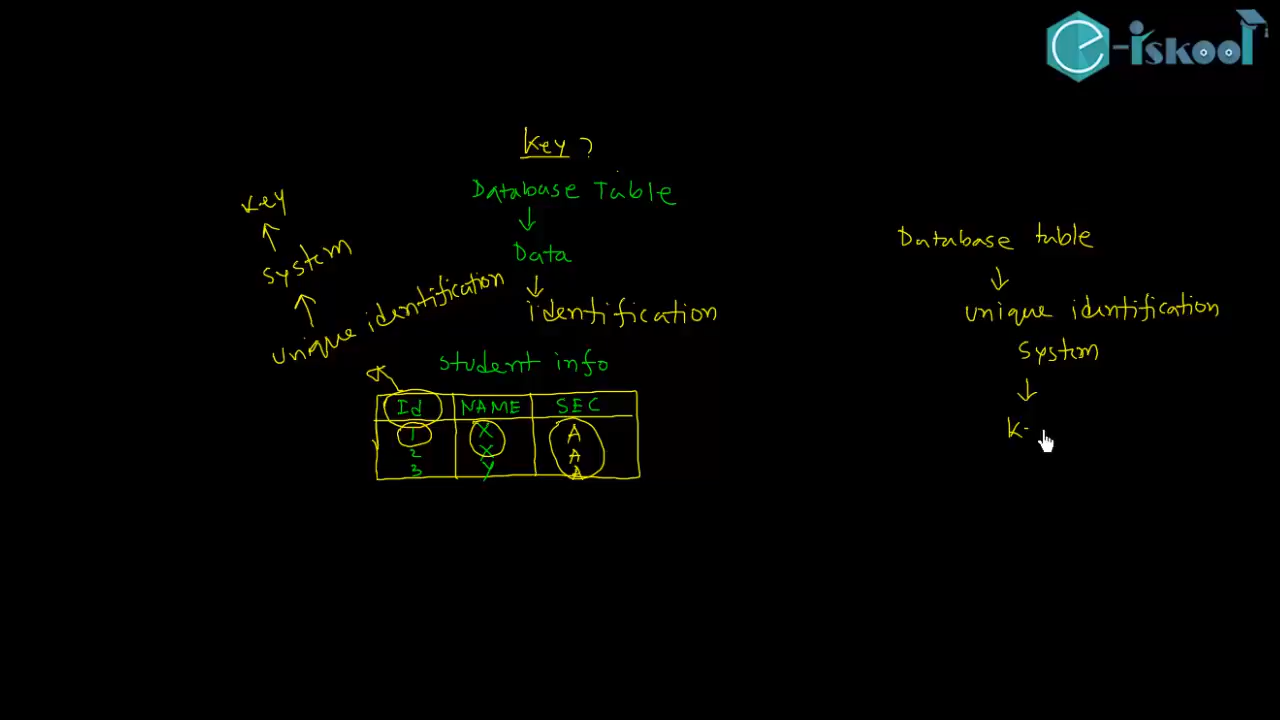 e-iskool
Key ?
Database Table
Data
identification
Key
system
unique identification
student info
Id NAME SEC
1 X A
2 X A
3 Y A
Database table
unique identification
system
K